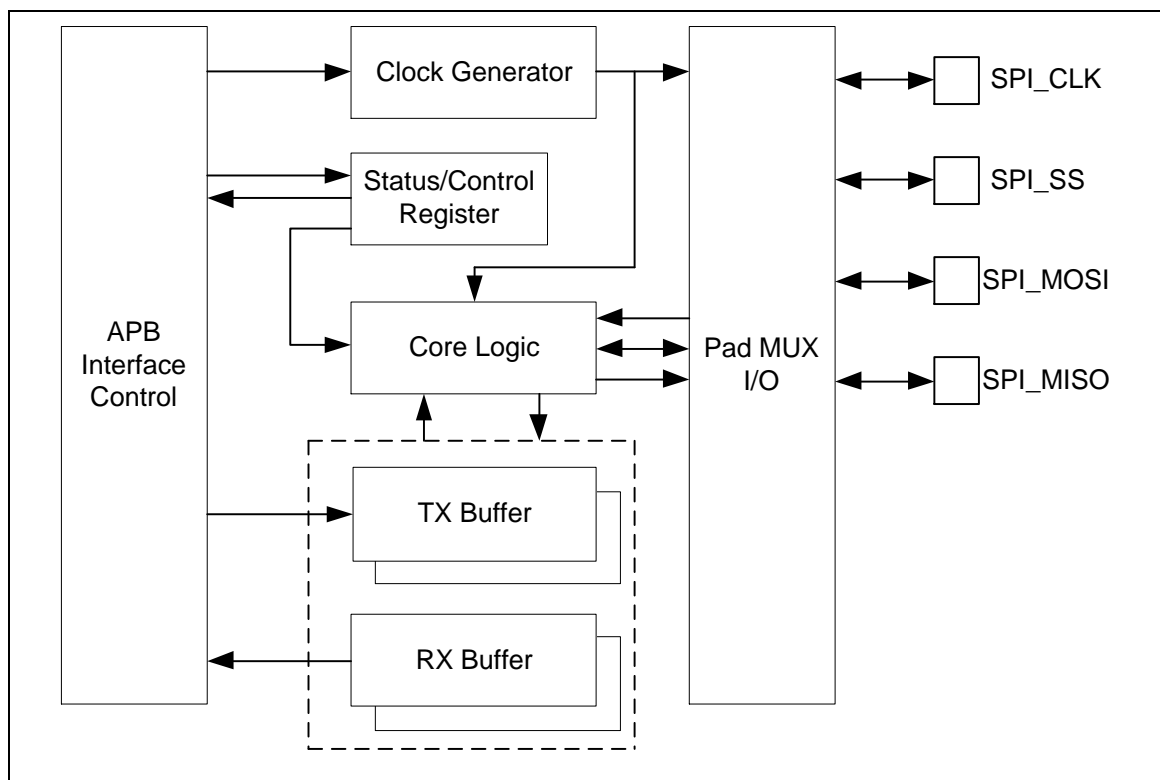 Clock Generator
SPI_CLK
Status/Control
Register
SPI_SS
SPI_MOSI
APB
Interface
Control
Core Logic
Pad MUX
I/O
SPI_MISO
TX Buffer
RX Buffer